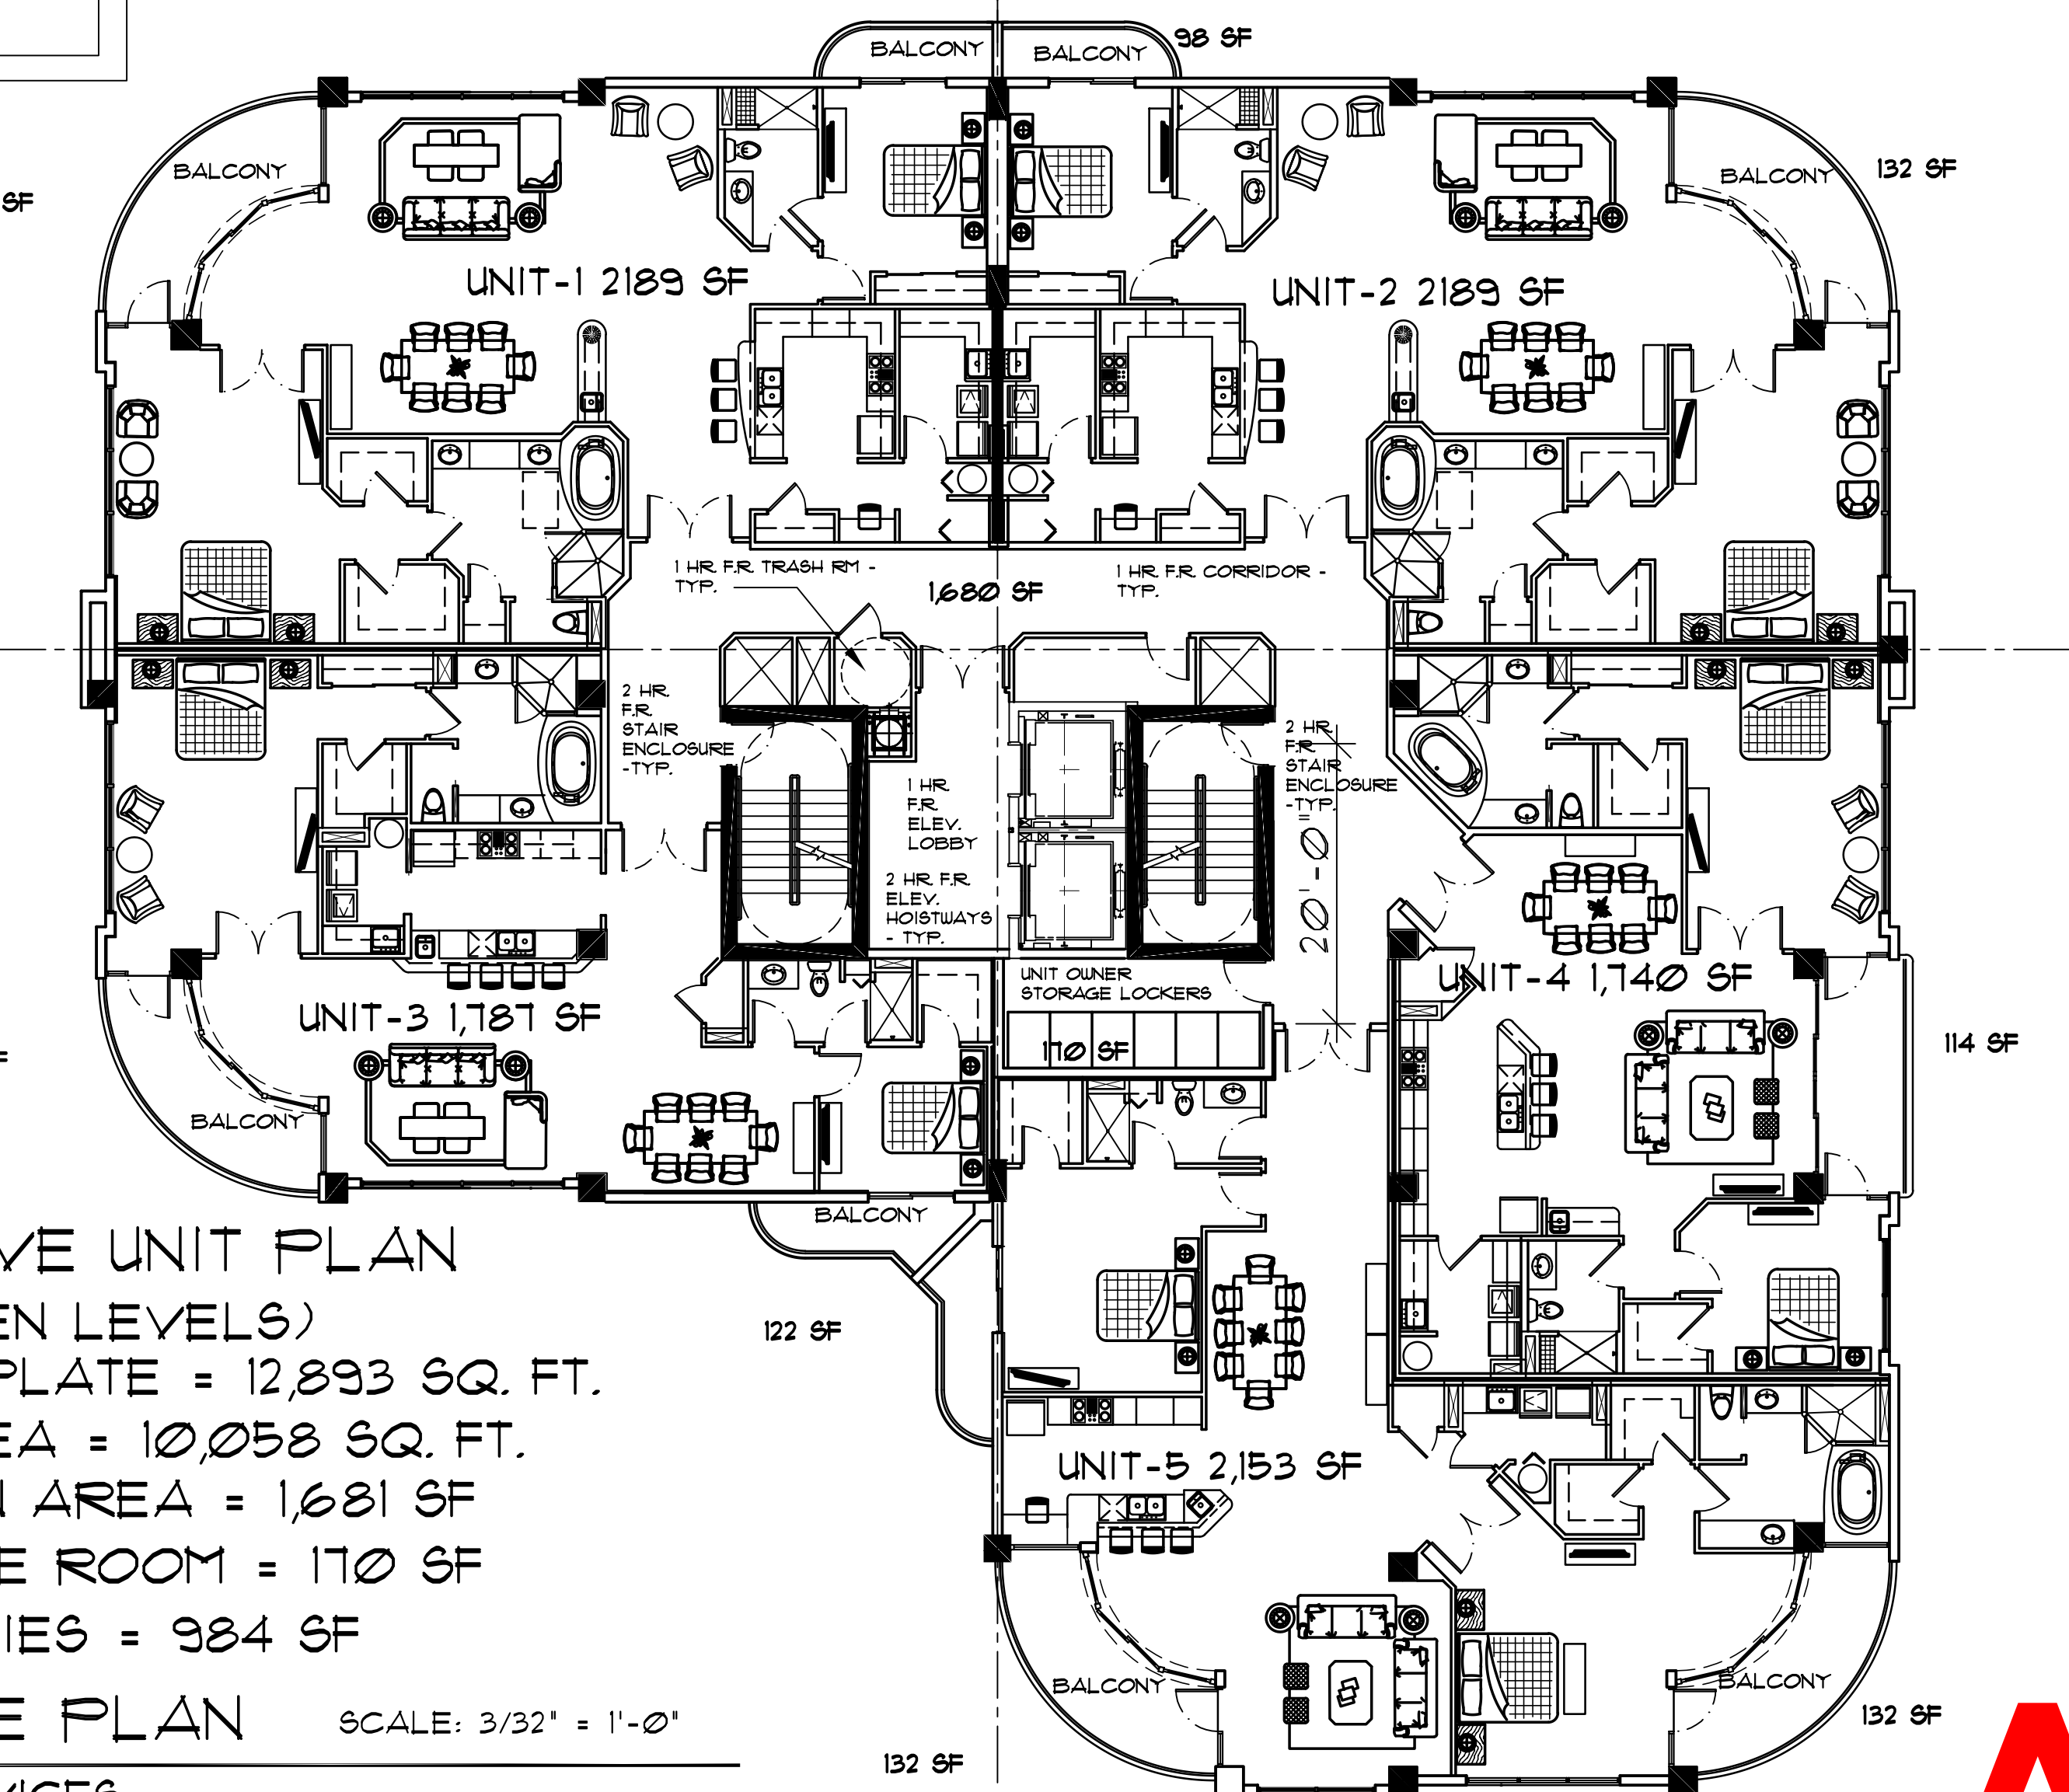 BALCONY
BALCONY
98 SF
BALCONY
BALCONY
132 SF
SF
UNIT-1 2189 SF
UNIT-2 2189 SF
1 HR. F.R. TRASH RM -
TYP.
1,680 SF
1 HR. F.R. CORRIDOR -
TYP.
2 HR.
F.R.
STAIR
ENCLOSURE
-TYP.
2 HR.
F.R.
STAIR
ENCLOSURE
-TYP.
1 HR.
F.R.
ELEV.
LOBBY
2 HR. F.R.
ELEV.
HOISTWAYS
- TYP.
20'-0"
UNIT OWNER
STORAGE LOCKERS
170 SF
UNIT-3 1,787 SF
UNIT-4 1,740 SF
114 SF
BALCONY
BALCONY
122 SF
UNIT-5 2,153 SF
BALCONY
BALCONY
132 SF
132 SF
VE UNIT PLAN
EN LEVELS)
PLATE = 12,893 SQ. FT.
EA = 10,058 SQ. FT.
N AREA = 1,681 SF
E ROOM = 170 SF
IES = 984 SF
E PLAN SCALE: 3/32" = 1'-0"